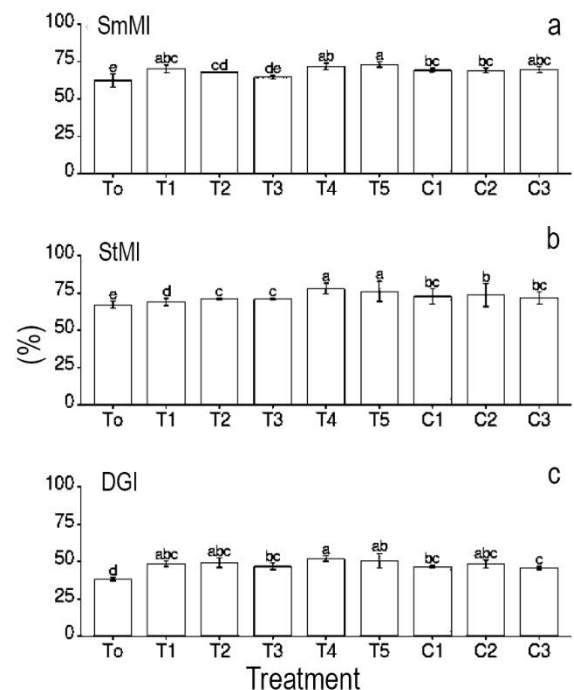 SmMI
a
100
75
50
25
0
e abc cd de ab a bc bc abc
To T1 T2 T3 T4 T5 C1 C2 C3
StMI
b
100
75
50
25
0
e d c c a a bc b bc
To T1 T2 T3 T4 T5 C1 C2 C3
(%)
DGI
c
100
75
50
25
0
d abc abc bc a ab bc abc c
To T1 T2 T3 T4 T5 C1 C2 C3
Treatment